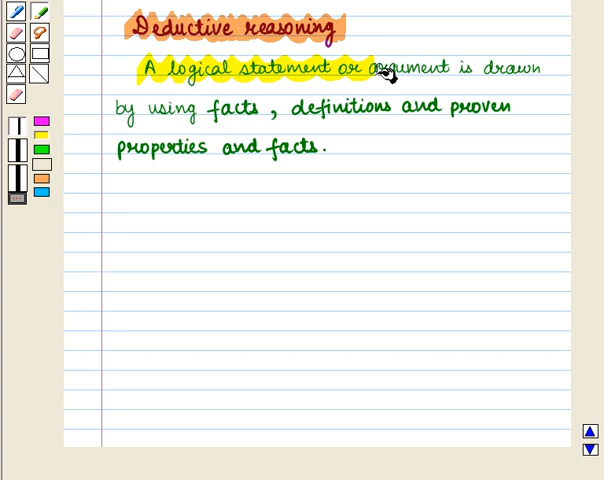 Deductive reasoning
A logical statement or argument is drawn
by using facts, definitions and proven
properties and facts.